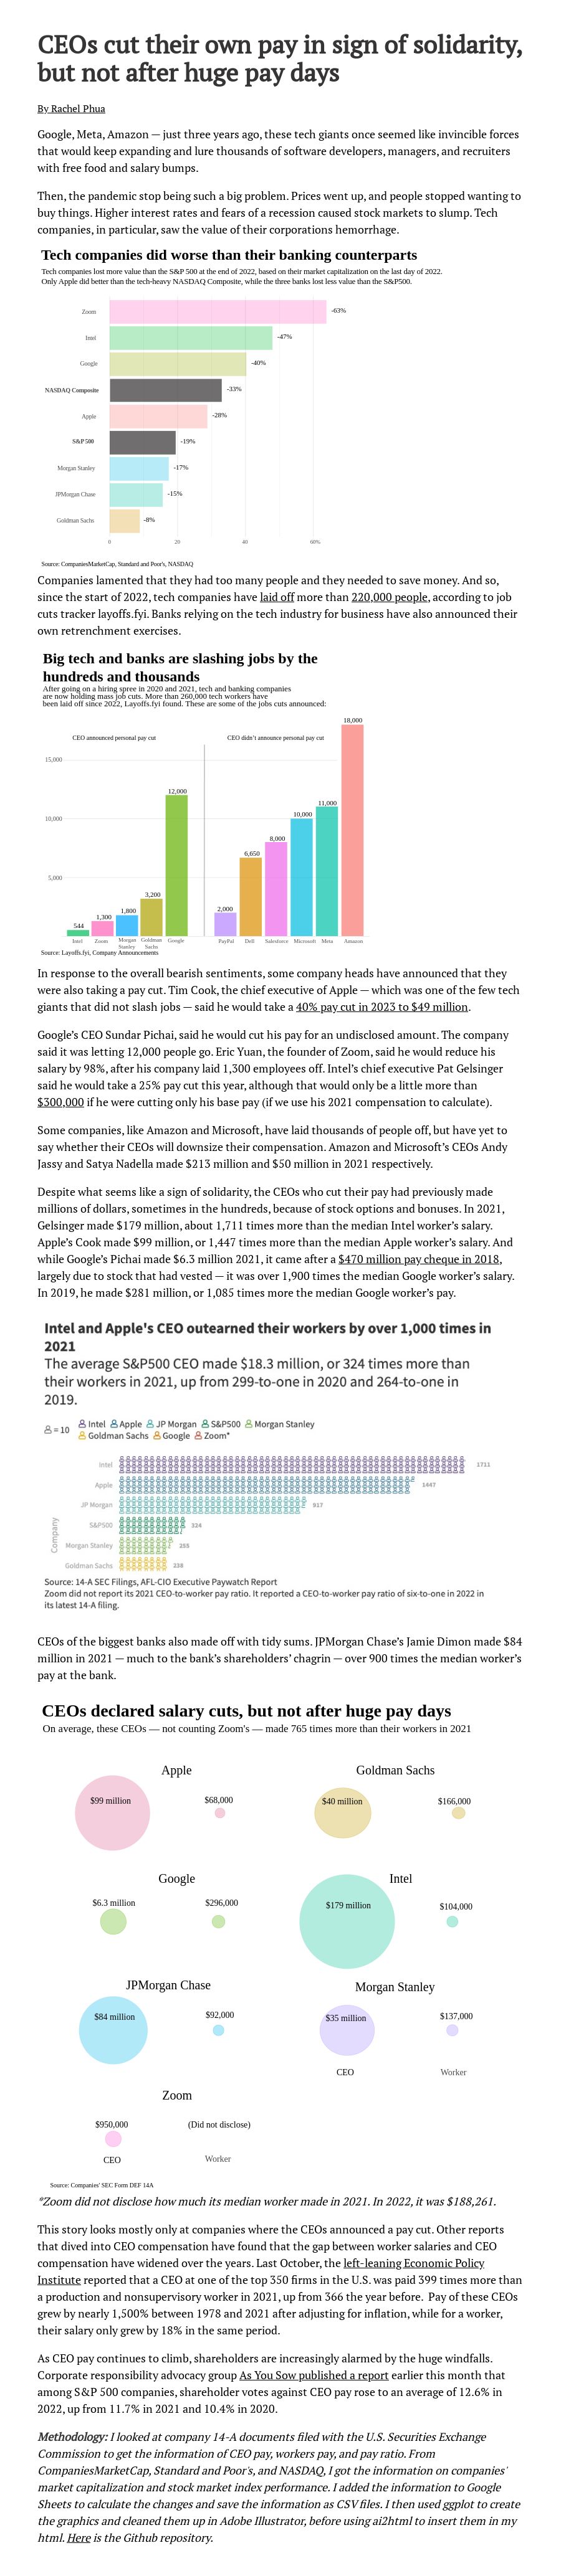 CEOs cut their own pay in sign of solidarity,
but not after huge pay days
By Rachel Phua
Google, Meta, Amazon — just three years ago, these tech giants once seemed like invincible forces
that would keep expanding and lure thousands of software developers, managers, and recruiters
with free food and salary bumps.
Then, the pandemic stop being such a big problem. Prices went up, and people stopped wanting to
buy things. Higher interest rates and fears of a recession caused stock markets to slump. Tech
companies, in particular, saw the value of their corporations hemorrhage.
Tech companies did worse than their banking counterparts
Tech companies lost more value than the S&P 500 at the end of 2022, based on their market capitalization on the last day of 2022.
Only Apple did better than the tech-heavy NASDAQ Composite, while the three banks lost less value than the S&P500.
Zoom -63%
Intel -47%
Google -40%
NASDAQ Composite -33%
Apple -28%
S&P 500 -19%
Morgan Stanley -17%
JPMorgan Chase -15%
Goldman Sachs -8%
0 20 40 60%
Source: CompaniesMarketCap, Standard and Poor's, NASDAQ
Companies lamented that they had too many people and they needed to save money. And so,
since the start of 2022, tech companies have laid off more than 220,000 people, according to job
cuts tracker layoffs.fyi. Banks relying on the tech industry for business have also announced their
own retrenchment exercises.
Big tech and banks are slashing jobs by the
hundreds and thousands
After going on a hiring spree in 2020 and 2021, tech and banking companies
are now holding mass job cuts. More than 260,000 tech workers have
been laid off since 2022, Layoffs.fyi found. These are some of the jobs cuts announced:
18,000
CEO announced personal pay cut CEO didn't announce personal pay cut
15,000
12,000
11,000
10,000 10,000
8,000
6,650
5,000
3,200
2,000
1,800
1,300
544
Intel Zoom Morgan Stanley Goldman Sachs Google PayPal Dell Salesforce Microsoft Meta Amazon
Source: Layoffs.fyi, Company Announcements
In response to the overall bearish sentiments, some company heads have announced that they
were also taking a pay cut. Tim Cook, the chief executive of Apple — which was one of the few tech
giants that did not slash jobs — said he would take a 40% pay cut in 2023 to $49 million.
Google's CEO Sundar Pichai, said he would cut his pay for an undisclosed amount. The company
said it was letting 12,000 people go. Eric Yuan, the founder of Zoom, said he would reduce his
salary by 98%, after his company laid 1,300 employees off. Intel's chief executive Pat Gelsinger
said he would take a 25% pay cut this year, although that would only be a little more than
$300,000 if he were cutting only his base pay (if we use his 2021 compensation to calculate).
Some companies, like Amazon and Microsoft, have laid thousands of people off, but have yet to
say whether their CEOs will downsize their compensation. Amazon and Microsoft's CEOs Andy
Jassy and Satya Nadella made $213 million and $50 million in 2021 respectively.
Despite what seems like a sign of solidarity, the CEOs who cut their pay had previously made
millions of dollars, sometimes in the hundreds, because of stock options and bonuses. In 2021,
Gelsinger made $179 million, about 1,711 times more than the median Intel worker's salary.
Apple's Cook made $99 million, or 1,447 times more than the median Apple worker's salary. And
while Google's Pichai made $6.3 million 2021, it came after a $470 million pay cheque in 2018,
largely due to stock that had vested — it was over 1,900 times the median Google worker's salary.
In 2019, he made $281 million, or 1,085 times more the median Google worker's pay.
Intel and Apple's CEO outearned their workers by over 1,000 times in
2021
The average S&P500 CEO made $18.3 million, or 324 times more than
their workers in 2021, up from 299-to-one in 2020 and 264-to-one in
2019.
= 10 Intel Apple JP Morgan S&P500 Morgan Stanley
Goldman Sachs Google Zoom*
Company
Intel 1711
Apple 1447
JP Morgan 917
S&P500 324
Morgan Stanley 255
Goldman Sachs 238
Source: 14-A SEC Filings, AFL-CIO Executive Paywatch Report
Zoom did not report its 2021 CEO-to-worker pay ratio. It reported a CEO-to-worker pay ratio of six-to-one in 2022 in
its latest 14-A filing.
CEOs of the biggest banks also made off with tidy sums. JPMorgan Chase's Jamie Dimon made $84
million in 2021 — much to the bank's shareholders' chagrin — over 900 times the median worker's
pay at the bank.
CEOs declared salary cuts, but not after huge pay days
On average, these CEOs — not counting Zoom's — made 765 times more than their workers in 2021
Apple Goldman Sachs
$99 million $68,000 $40 million $166,000
Google Intel
$6.3 million $296,000 $179 million $104,000
JPMorgan Chase Morgan Stanley
$84 million $92,000 $35 million $137,000
CEO Worker
Zoom
$950,000 (Did not disclose)
CEO Worker
Source: Companies' SEC Form DEF 14A
*Zoom did not disclose how much its median worker made in 2021. In 2022, it was $188,261.
This story looks mostly only at companies where the CEOs announced a pay cut. Other reports
that dived into CEO compensation have found that the gap between worker salaries and CEO
compensation have widened over the years. Last October, the left-leaning Economic Policy
Institute reported that a CEO at one of the top 350 firms in the U.S. was paid 399 times more than
a production and nonsupervisory worker in 2021, up from 366 the year before. Pay of these CEOs
grew by nearly 1,500% between 1978 and 2021 after adjusting for inflation, while for a worker,
their salary only grew by 18% in the same period.
As CEO pay continues to climb, shareholders are increasingly alarmed by the huge windfalls.
Corporate responsibility advocacy group As You Sow published a report earlier this month that
among S&P 500 companies, shareholder votes against CEO pay rose to an average of 12.6% in
2022, up from 11.7% in 2021 and 10.4% in 2020.
Methodology: I looked at company 14-A documents filed with the U.S. Securities Exchange
Commission to get the information of CEO pay, workers pay, and pay ratio. From
CompaniesMarketCap, Standard and Poor's, and NASDAQ, I got the information on companies'
market capitalization and stock market index performance. I added the information to Google
Sheets to calculate the changes and save the information as CSV files. I then used ggplot to create
the graphics and cleaned them up in Adobe Illustrator, before using ai2html to insert them in my
html. Here is the Github repository.